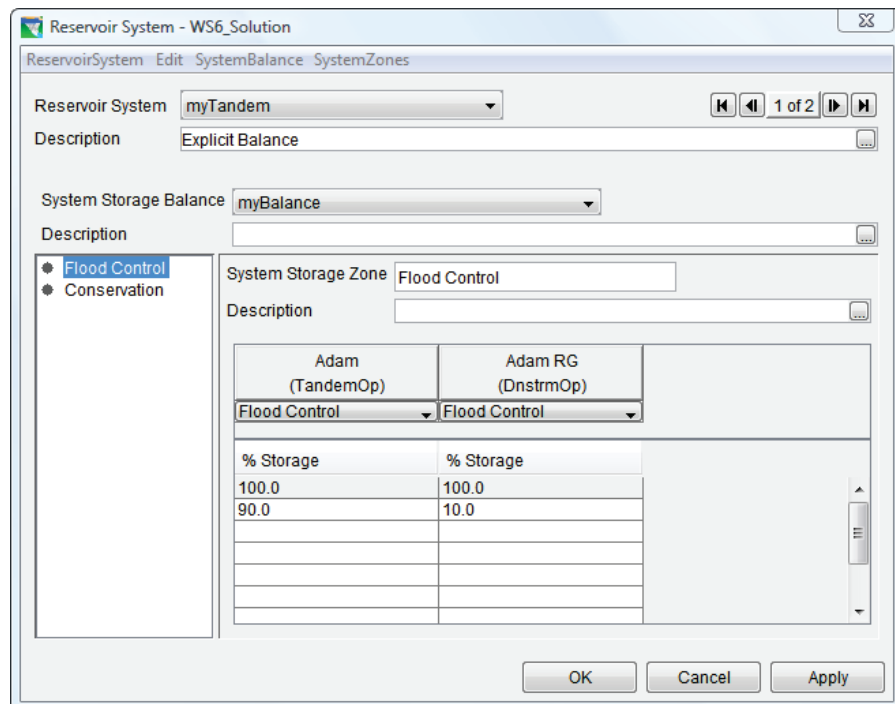 Reservoir System - WS6_Solution
ReservoirSystem Edit SystemBalance SystemZones
Reservoir System myTandem 1 of 2
Description Explicit Balance ...
System Storage Balance myBalance
Description ...
Flood Control
Conservation
System Storage Zone Flood Control
Description ...
Adam Adam RG
(TandemOp) (DnstrmOp)
Flood Control Flood Control
% Storage % Storage
100.0 100.0
90.0 10.0
OK Cancel Apply